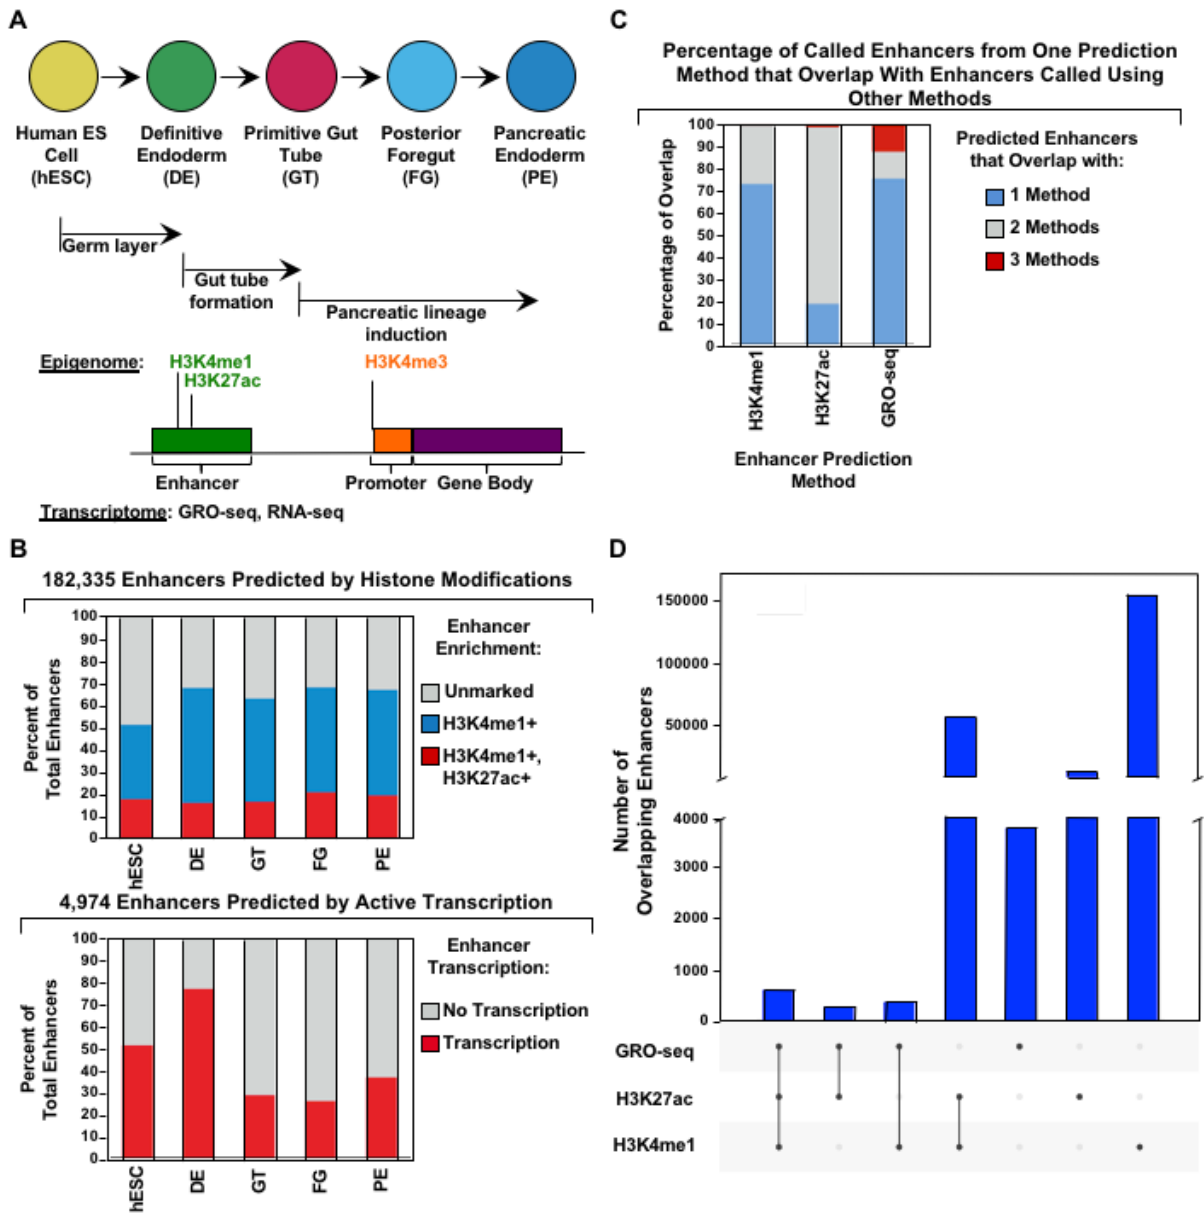 A
Human ES
Cell
(hESC)
Definitive
Endoderm
(DE)
Primitive Gut
Tube
(GT)
Posterior
Foregut
(FG)
Pancreatic
Endoderm
(PE)
Germ layer
Gut tube
formation
Pancreatic lineage
induction
Epigenome:
H3K4me1
H3K27ac
H3K4me3
Enhancer
Promoter
Gene Body
Transcriptome: GRO-seq, RNA-seq
B
182,335 Enhancers Predicted by Histone Modifications
Percent of
Total Enhancers
100
90
80
70
60
50
40
30
20
10
0
hESC
DE
GT
FG
PE
Enhancer
Enrichment:
Unmarked
H3K4me1+
H3K4me1+,
H3K27ac+
4,974 Enhancers Predicted by Active Transcription
Percent of
Total Enhancers
100
90
80
70
60
50
40
30
20
10
0
hESC
DE
GT
FG
PE
Enhancer
Transcription:
No Transcription
Transcription
C
Percentage of Called Enhancers from One Prediction
Method that Overlap With Enhancers Called Using
Other Methods
Percentage of Overlap
100
90
80
70
60
50
40
30
20
10
0
H3K4me1
H3K27ac
GRO-seq
Enhancer Prediction
Method
Predicted Enhancers
that Overlap with:
1 Method
2 Methods
3 Methods
D
Number of
Overlapping Enhancers
150000
100000
50000
4000
3000
2000
1000
0
GRO-seq
H3K27ac
H3K4me1